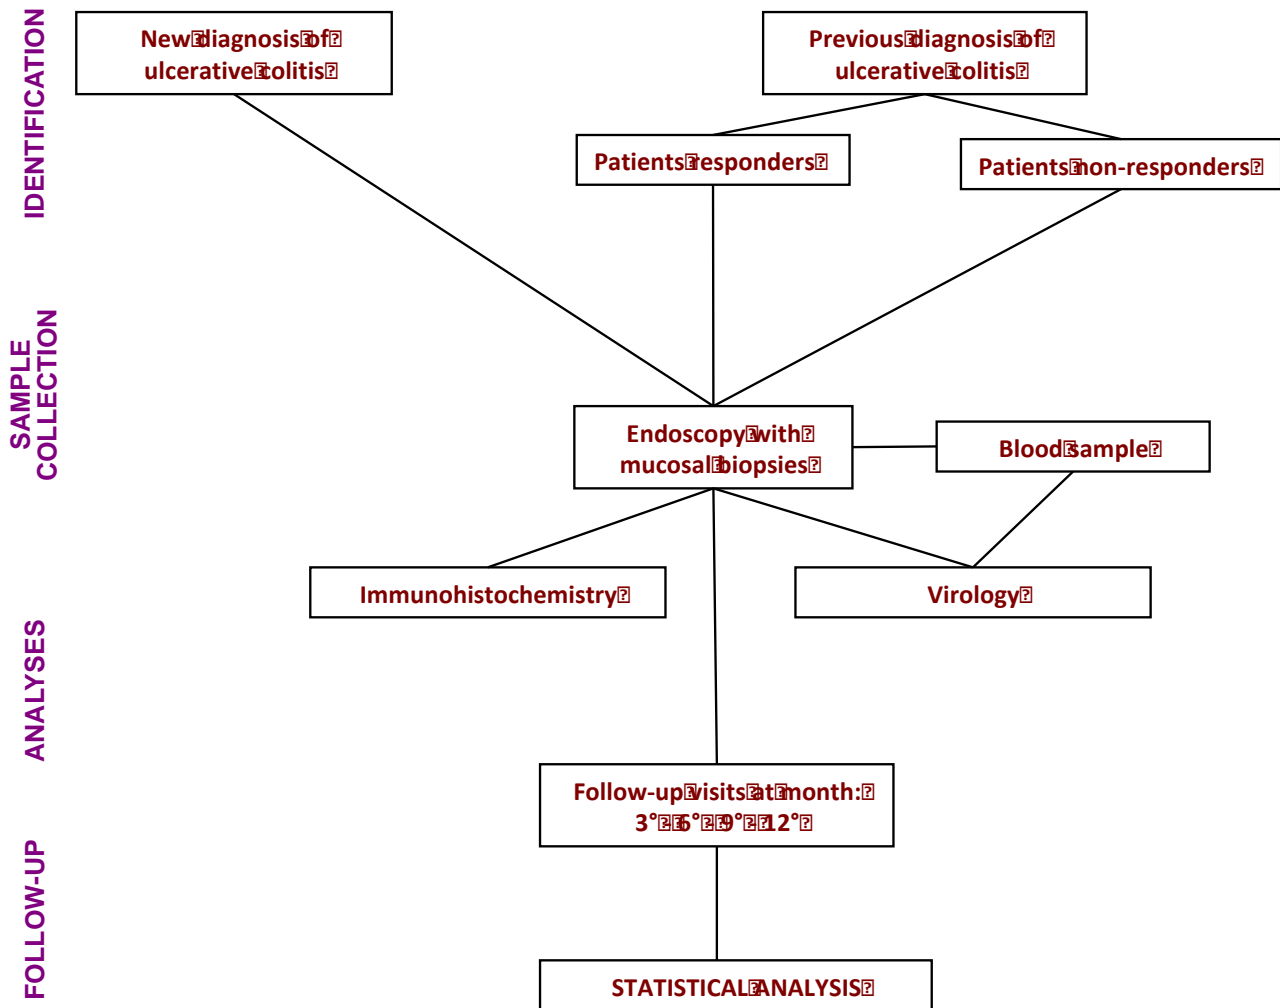 IDENTIFICATION
New diagnosis of
ulcerative colitis
Previous diagnosis of
ulcerative colitis
Patients responders
Patients non-responders
SAMPLE
COLLECTION
Endoscopy with
mucosal biopsies
Blood sample
Immunohistochemistry
Virology
ANALYSES
Follow-up visits at month:
3° - 6° - 9° - 12°
FOLLOW-UP
STATISTICAL ANALYSIS